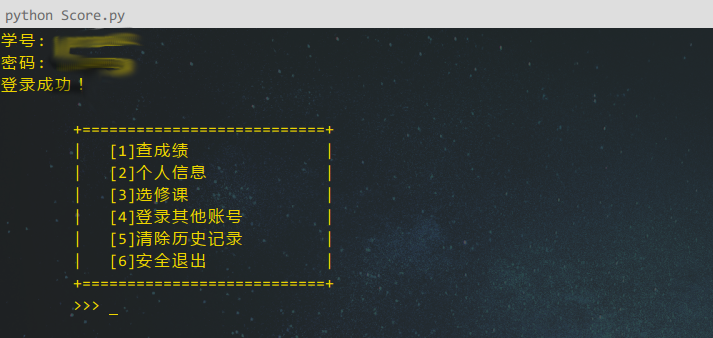 python Score.py
学号:
密码:
登录成功！
+===========================+
| [1]查成绩 |
| [2]个人信息 |
| [3]选修课 |
| [4]登录其他账号 |
| [5]清除历史记录 |
| [6]安全退出 |
+===========================+
>>> _